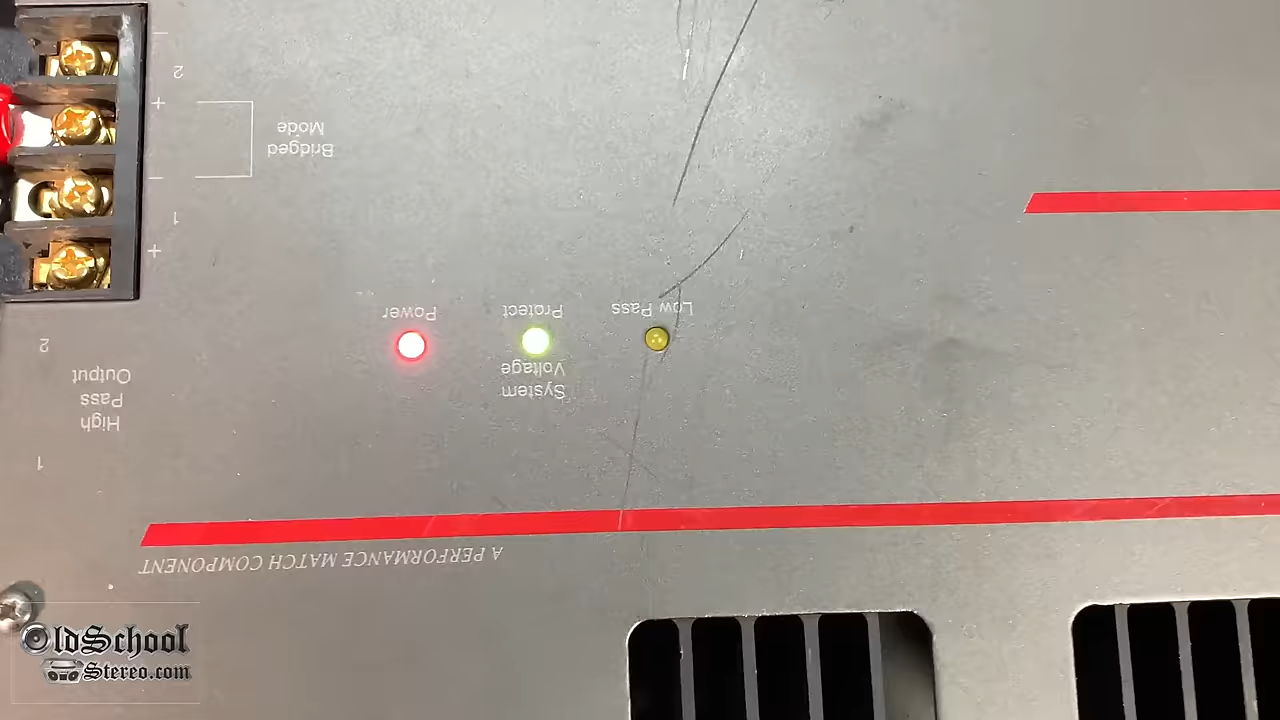 High
Pass
Output
1
2
+
1
-
Bridged
Mode
+
2
-
System
Voltage
Protect
Power
Low Pass
A PERFORMANCE MATCH COMPONENT
OldSchool
Stereo.com